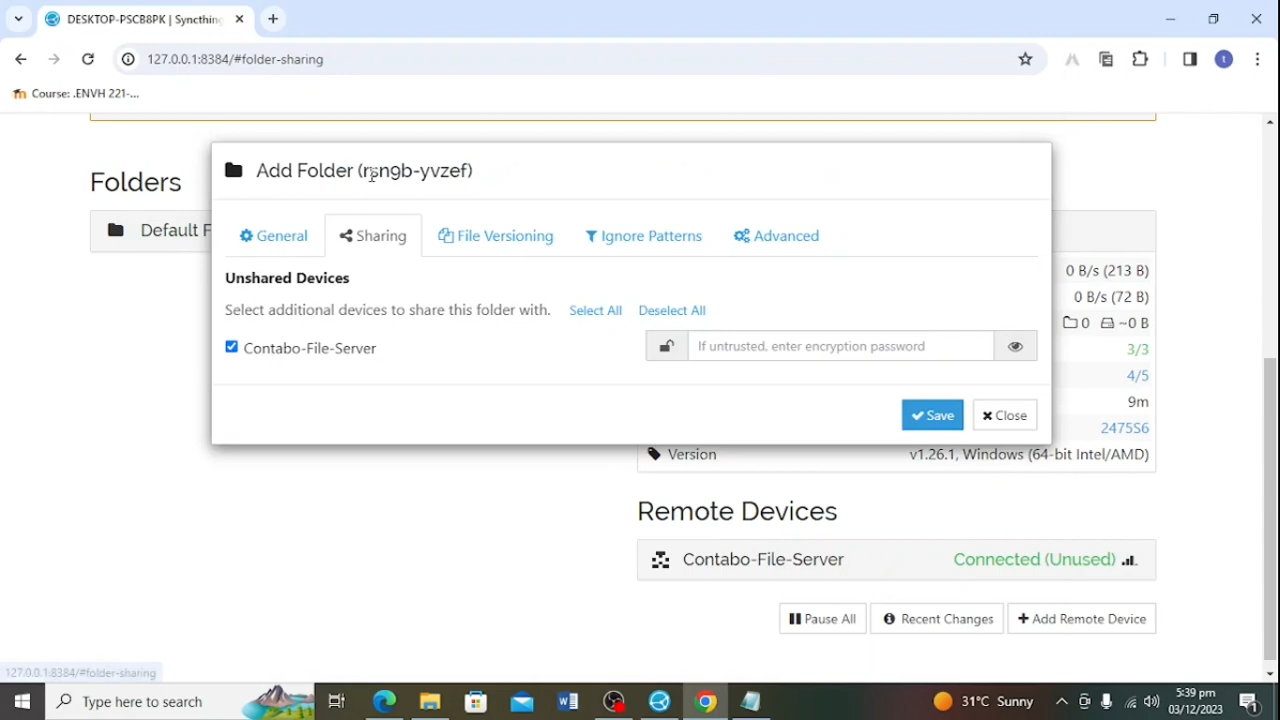 DESKTOP-PSCB8PK | Syncthing
127.0.0.1:8384/#folder-sharing
Course: .ENVH 221-...
Add Folder (rsn9b-yvzef)
Folders
Default F
General
Sharing
File Versioning
Ignore Patterns
Advanced
Unshared Devices
Select additional devices to share this folder with. Select All Deselect All
Contabo-File-Server
If untrusted, enter encryption password
Save
Close
0 B/s (213 B)
0 B/s (72 B)
0 ~0 B
3/3
4/5
9m
2475S6
Version v1.26.1, Windows (64-bit Intel/AMD)
Remote Devices
Contabo-File-Server Connected (Unused)
Pause All Recent Changes Add Remote Device
127.0.0.1:8384/#folder-sharing
Type here to search
31°C Sunny
5:39 pm
03/12/2023